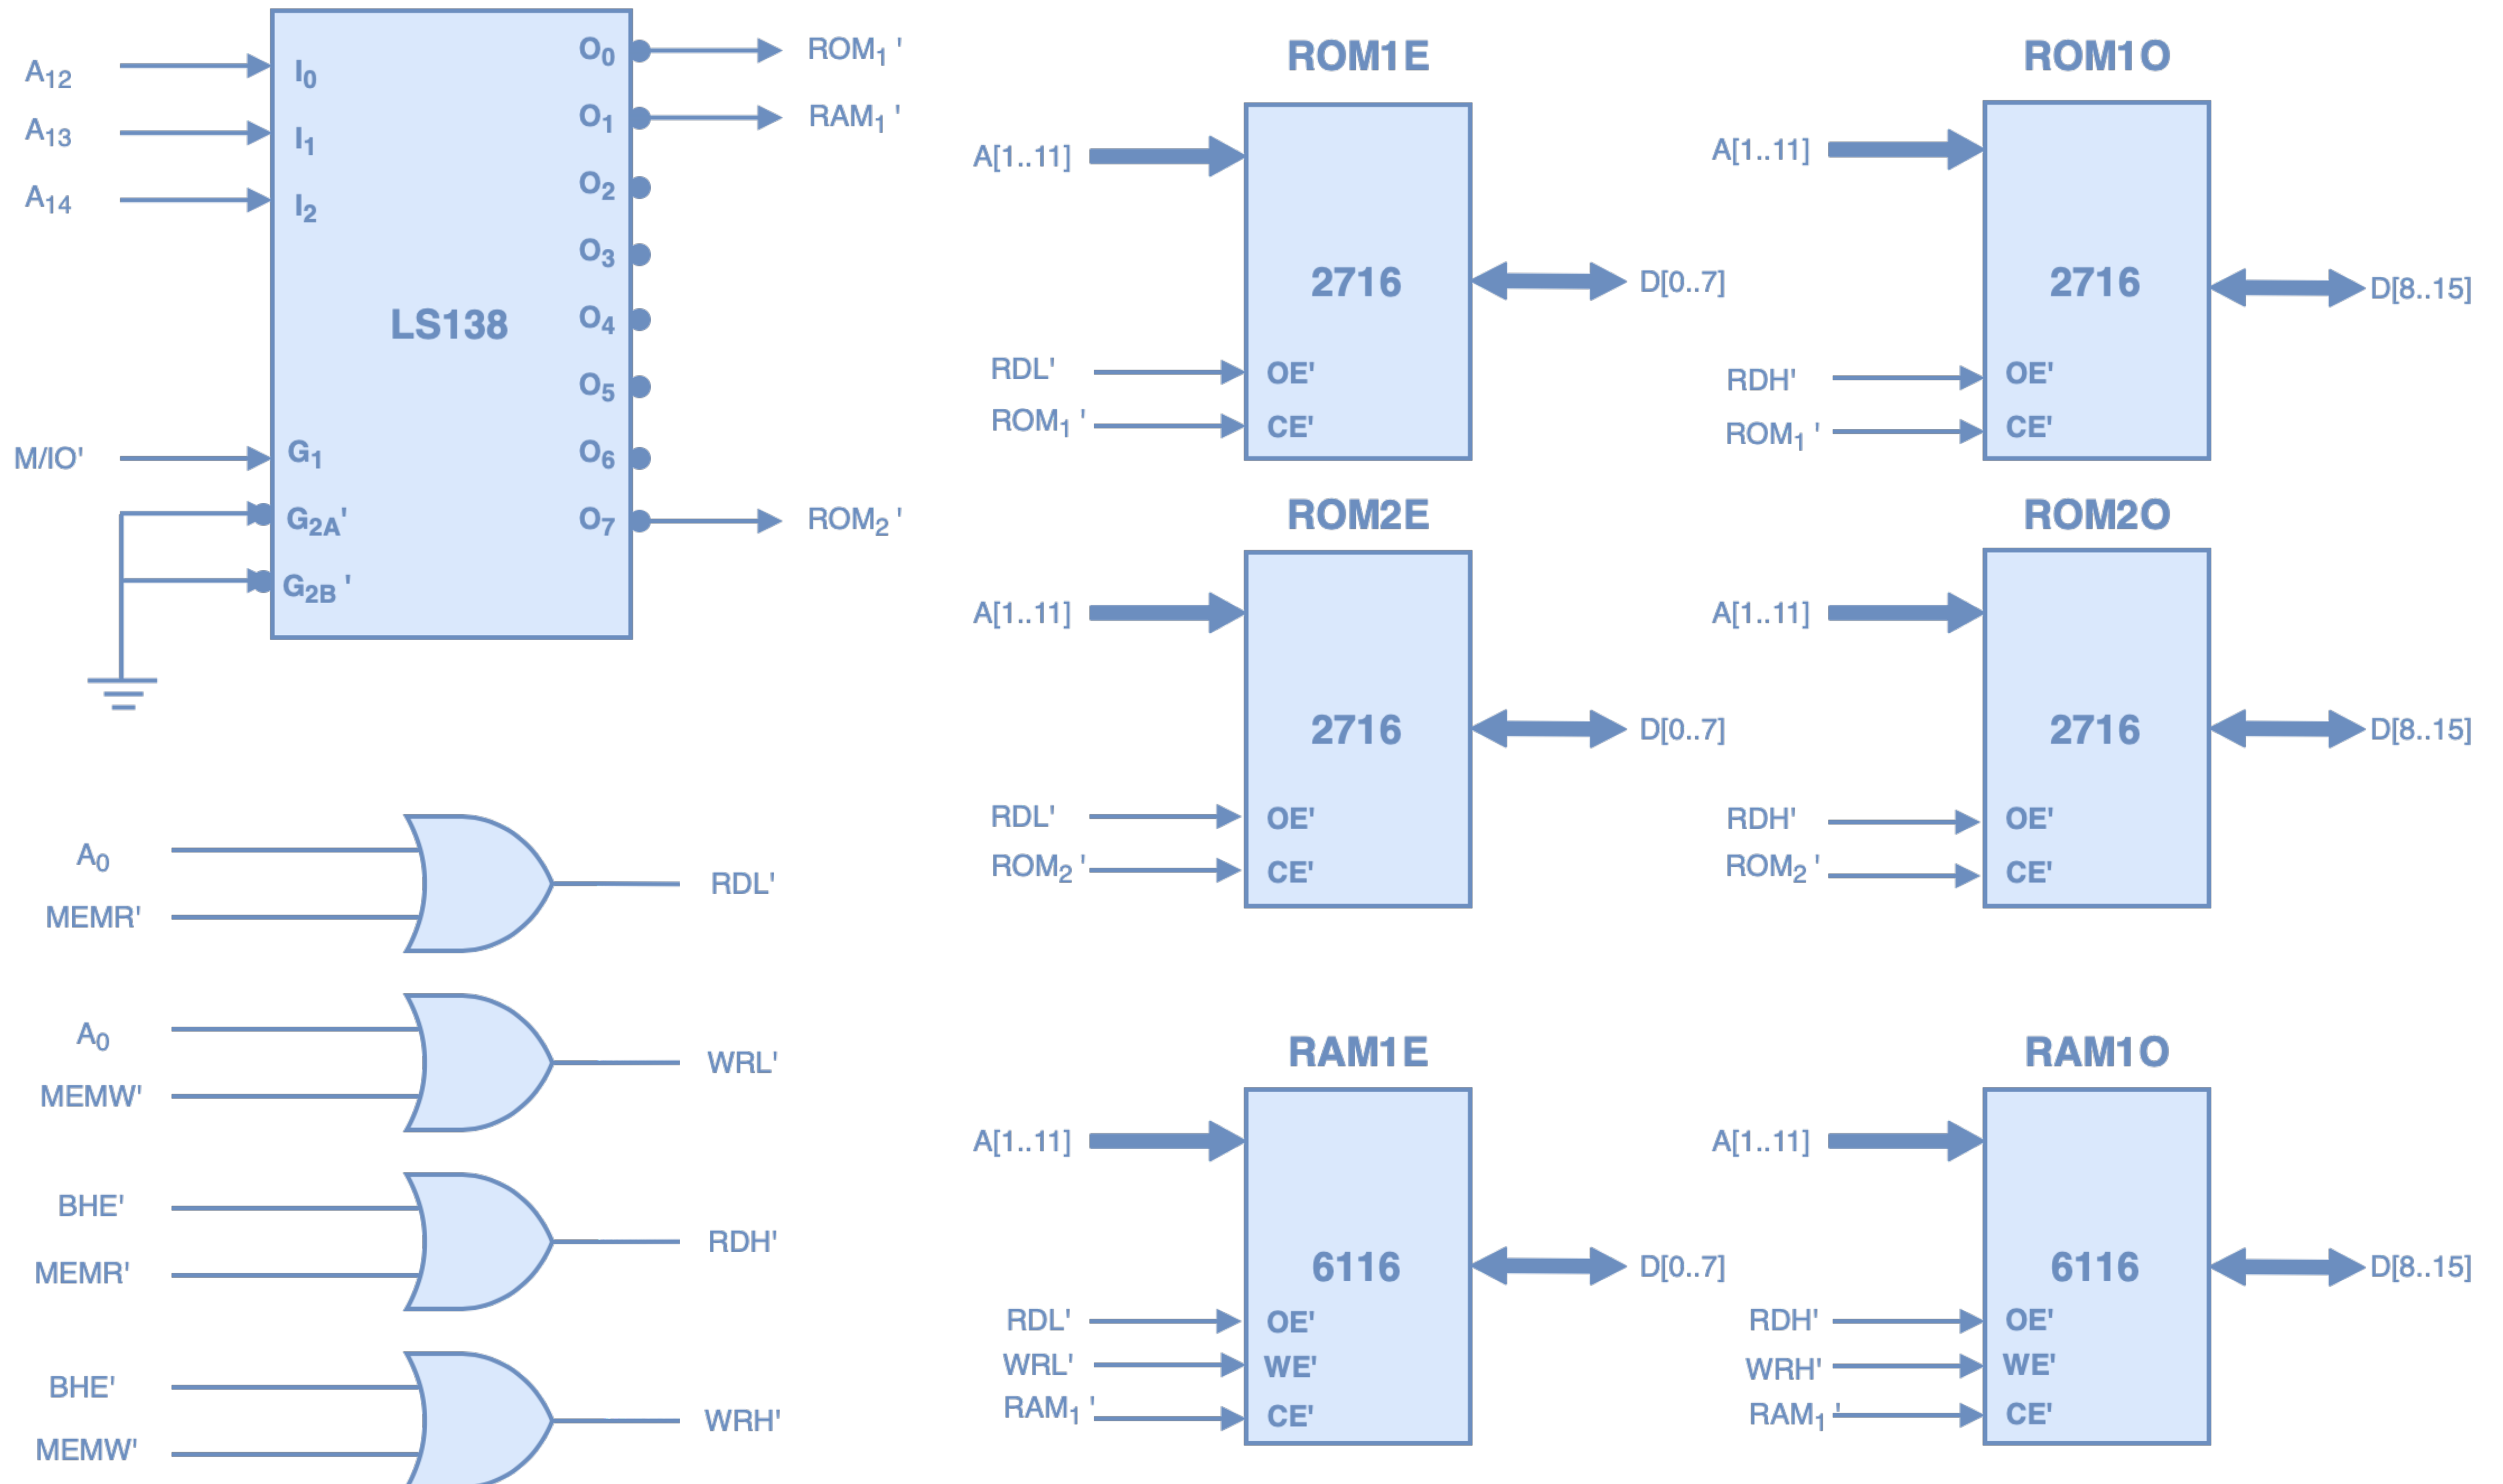 A12
A13
A14
M/IO'
I0
I1
I2
G1
G2A'
G2B '
LS138
O0
O1
O2
O3
O4
O5
O6
O7
ROM1 '
RAM1 '
ROM2 '
A0
MEMR'
RDL'
A0
MEMW'
WRL'
BHE'
MEMR'
RDH'
BHE'
MEMW'
WRH'
ROM1E
A[1..11]
2716
D[0..7]
RDL'
OE'
ROM1 '
CE'
ROM1O
A[1..11]
2716
D[8..15]
RDH'
OE'
ROM1 '
CE'
ROM2E
A[1..11]
2716
D[0..7]
RDL'
OE'
ROM2 '
CE'
ROM2O
A[1..11]
2716
D[8..15]
RDH'
OE'
ROM2 '
CE'
RAM1E
A[1..11]
6116
D[0..7]
RDL'
OE'
WRL'
WE'
RAM1 '
CE'
RAM1O
A[1..11]
6116
D[8..15]
RDH'
OE'
WRH'
WE'
RAM1 '
CE'